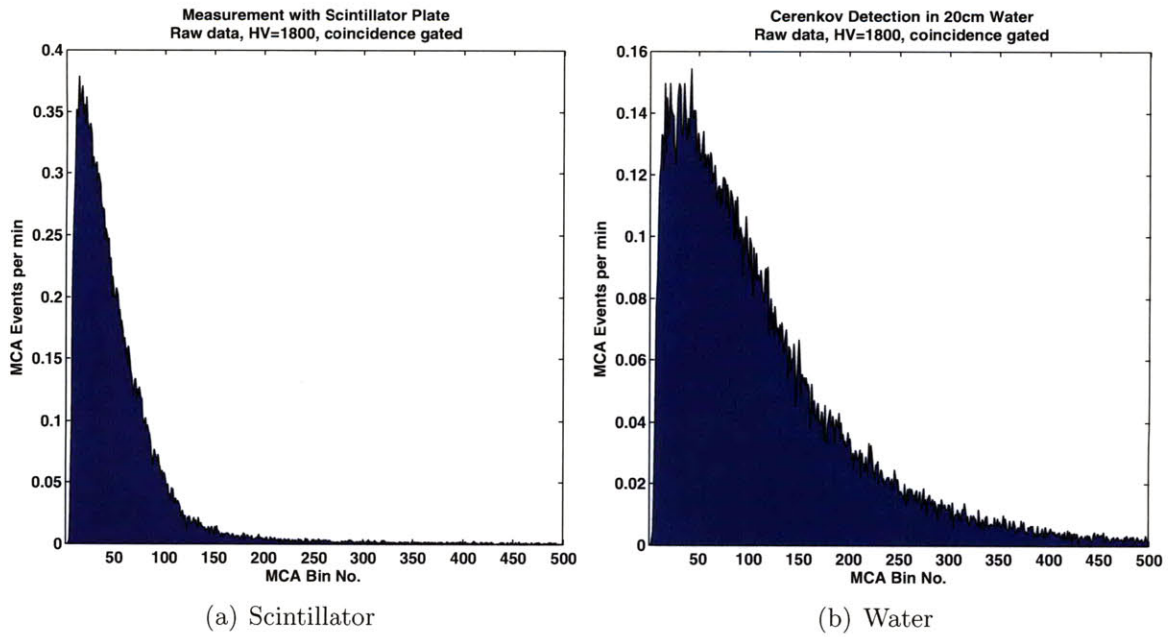 Measurement with Scintillator Plate
Raw data, HV=1800, coincidence gated
0.4
0.35
0.3
0.25
0.2
0.15
0.1
0.05
0
MCA Events per min
50 100 150 200 250 300 350 400 450 500
MCA Bin No.
(a) Scintillator
Cerenkov Detection in 20cm Water
Raw data, HV=1800, coincidence gated
0.16
0.14
0.12
0.1
0.08
0.06
0.04
0.02
0
MCA Events per min
50 100 150 200 250 300 350 400 450 500
MCA Bin No.
(b) Water